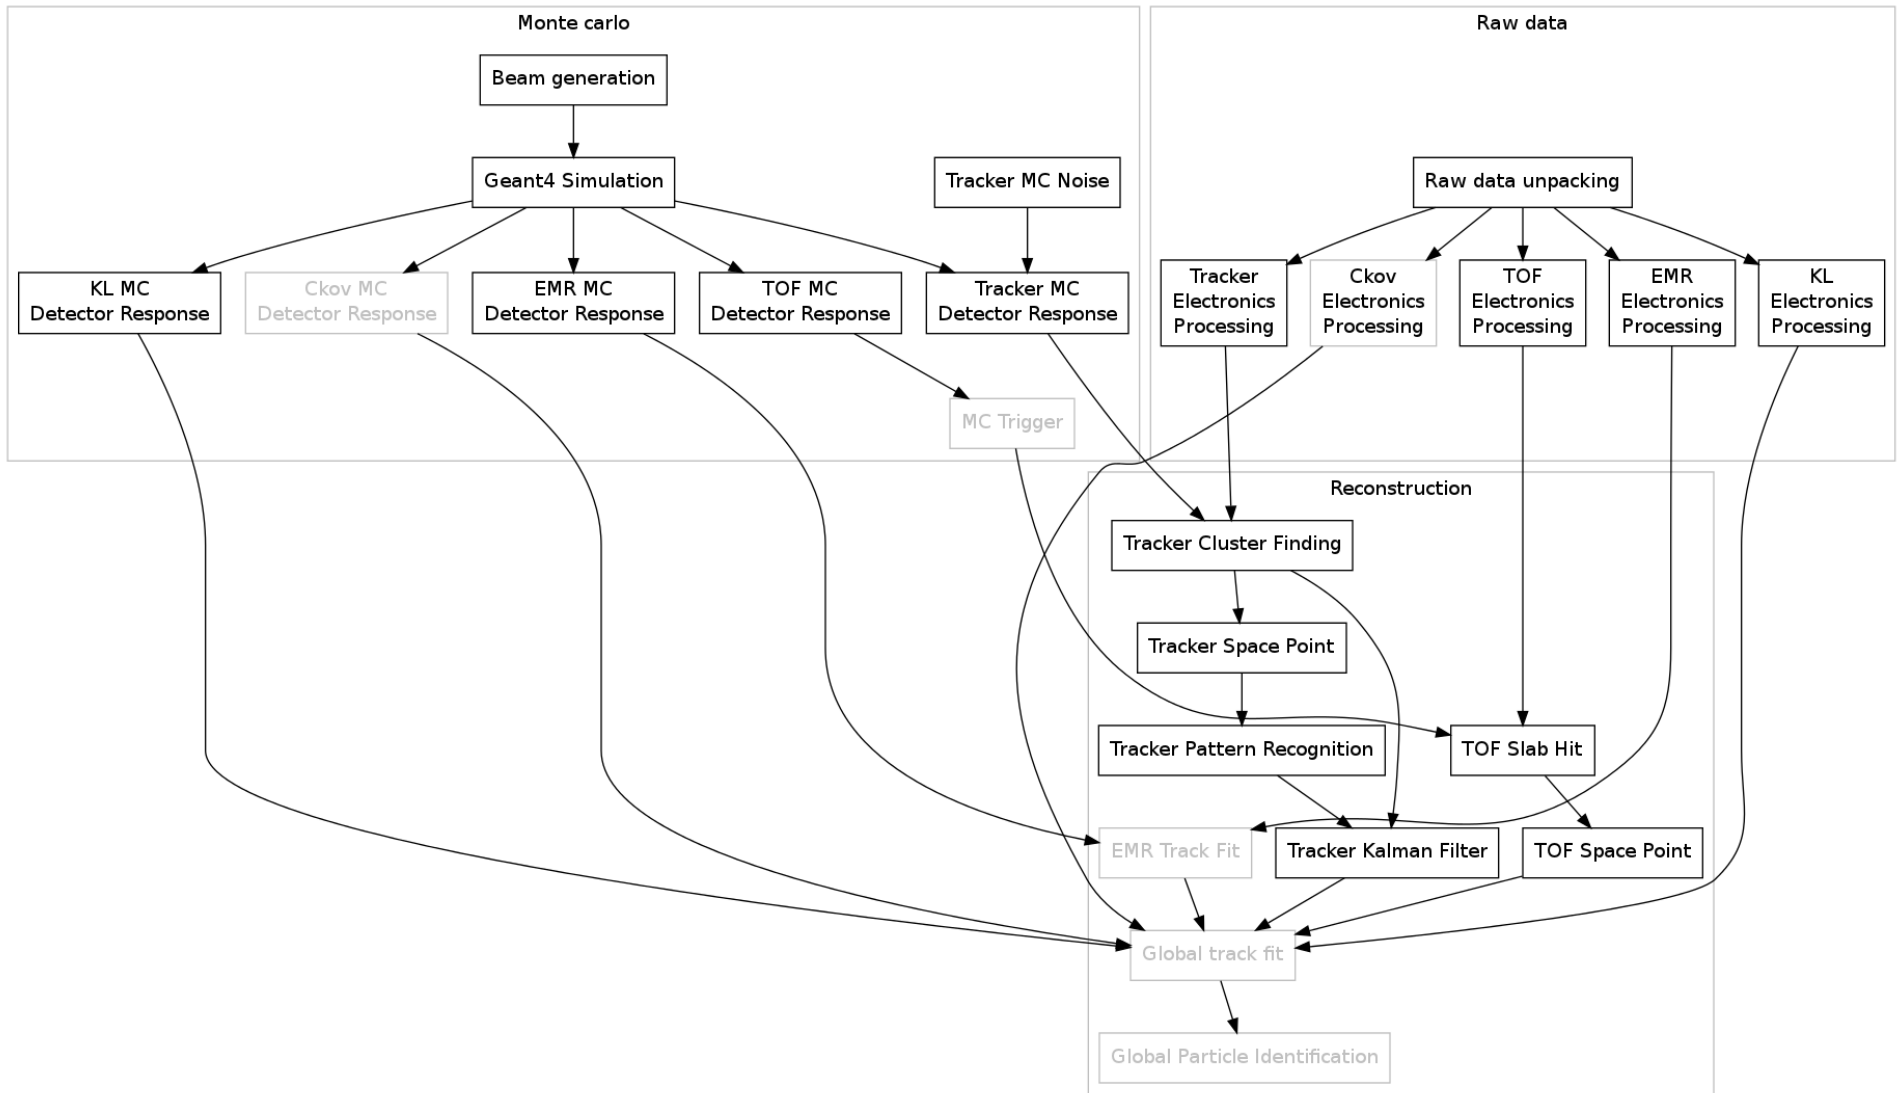 Monte carlo
Raw data
Beam generation
Geant4 Simulation
Tracker MC Noise
Raw data unpacking
KL MC
Detector Response
Ckov MC
Detector Response
EMR MC
Detector Response
TOF MC
Detector Response
Tracker MC
Detector Response
Tracker
Electronics
Processing
Ckov
Electronics
Processing
TOF
Electronics
Processing
EMR
Electronics
Processing
KL
Electronics
Processing
MC Trigger
Reconstruction
Tracker Cluster Finding
Tracker Space Point
Tracker Pattern Recognition
TOF Slab Hit
EMR Track Fit
Tracker Kalman Filter
TOF Space Point
Global track fit
Global Particle Identification